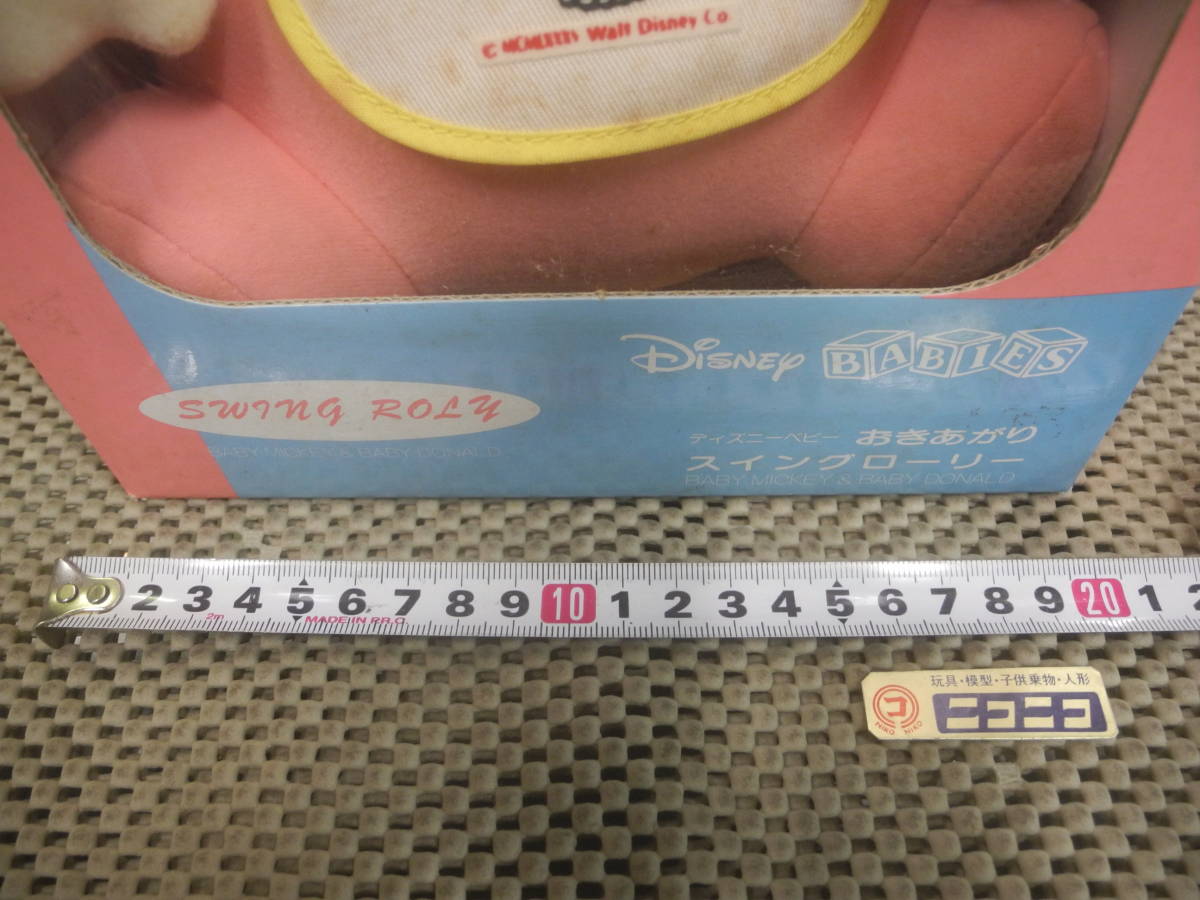 © MCMLXXXV Walt Disney Co.
Disney BABIES
SWING ROLY
BABY MICKEY & BABY DONALD
ディズニーベビー おきあがり
スイングローリー
BABY MICKEY & BABY DONALD
2 3 4 5 6 7 8 9 10 1 2 3 4 5 6 7 8 9 20 1
2m MADE IN P.R.C.
玩具・模型・子供乗物・人形
コ ニコニコ
NIKO NIKO